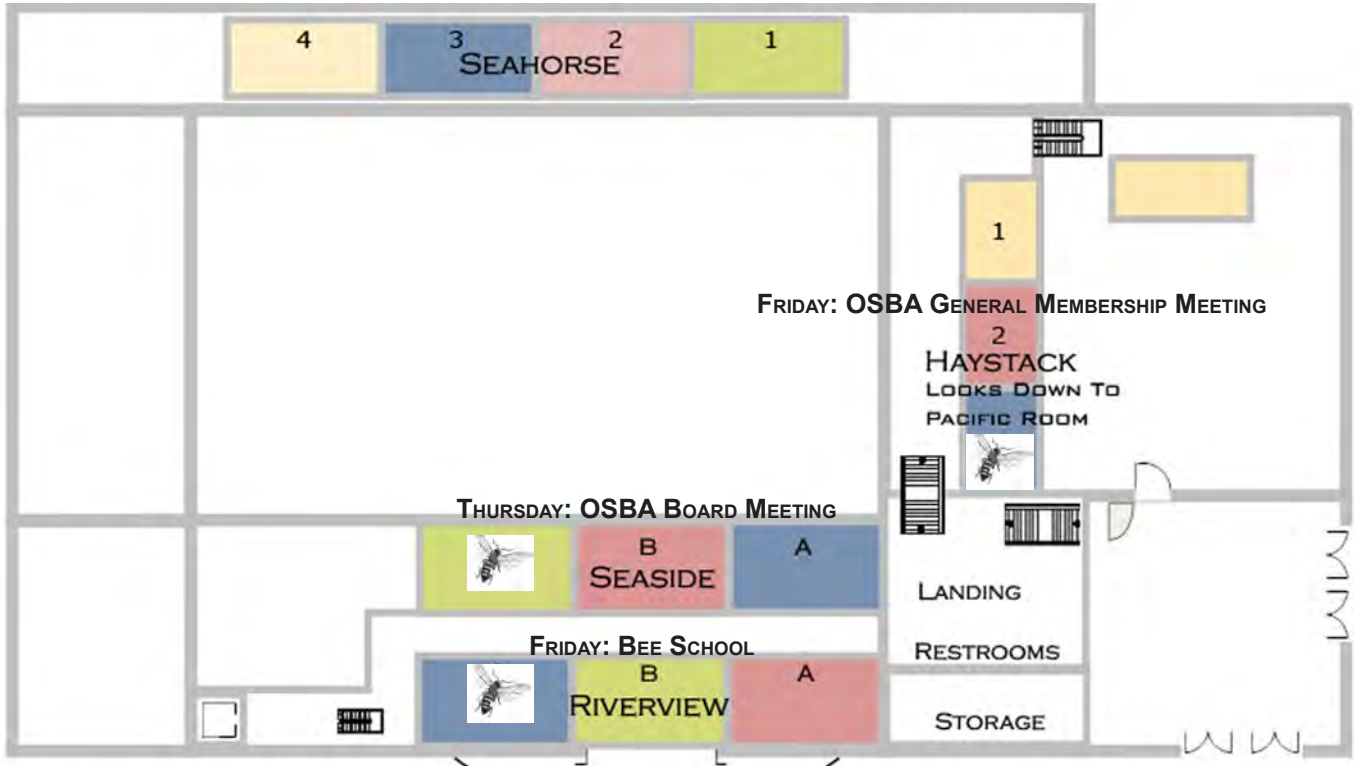 4 3 2 1
SEAHORSE
1
FRIDAY: OSBA GENERAL MEMBERSHIP MEETING
2
HAYSTACK
LOOKS DOWN TO
PACIFIC ROOM
THURSDAY: OSBA BOARD MEETING
B A
SEASIDE
LANDING
FRIDAY: BEE SCHOOL
RESTROOMS
B A
RIVERVIEW
STORAGE